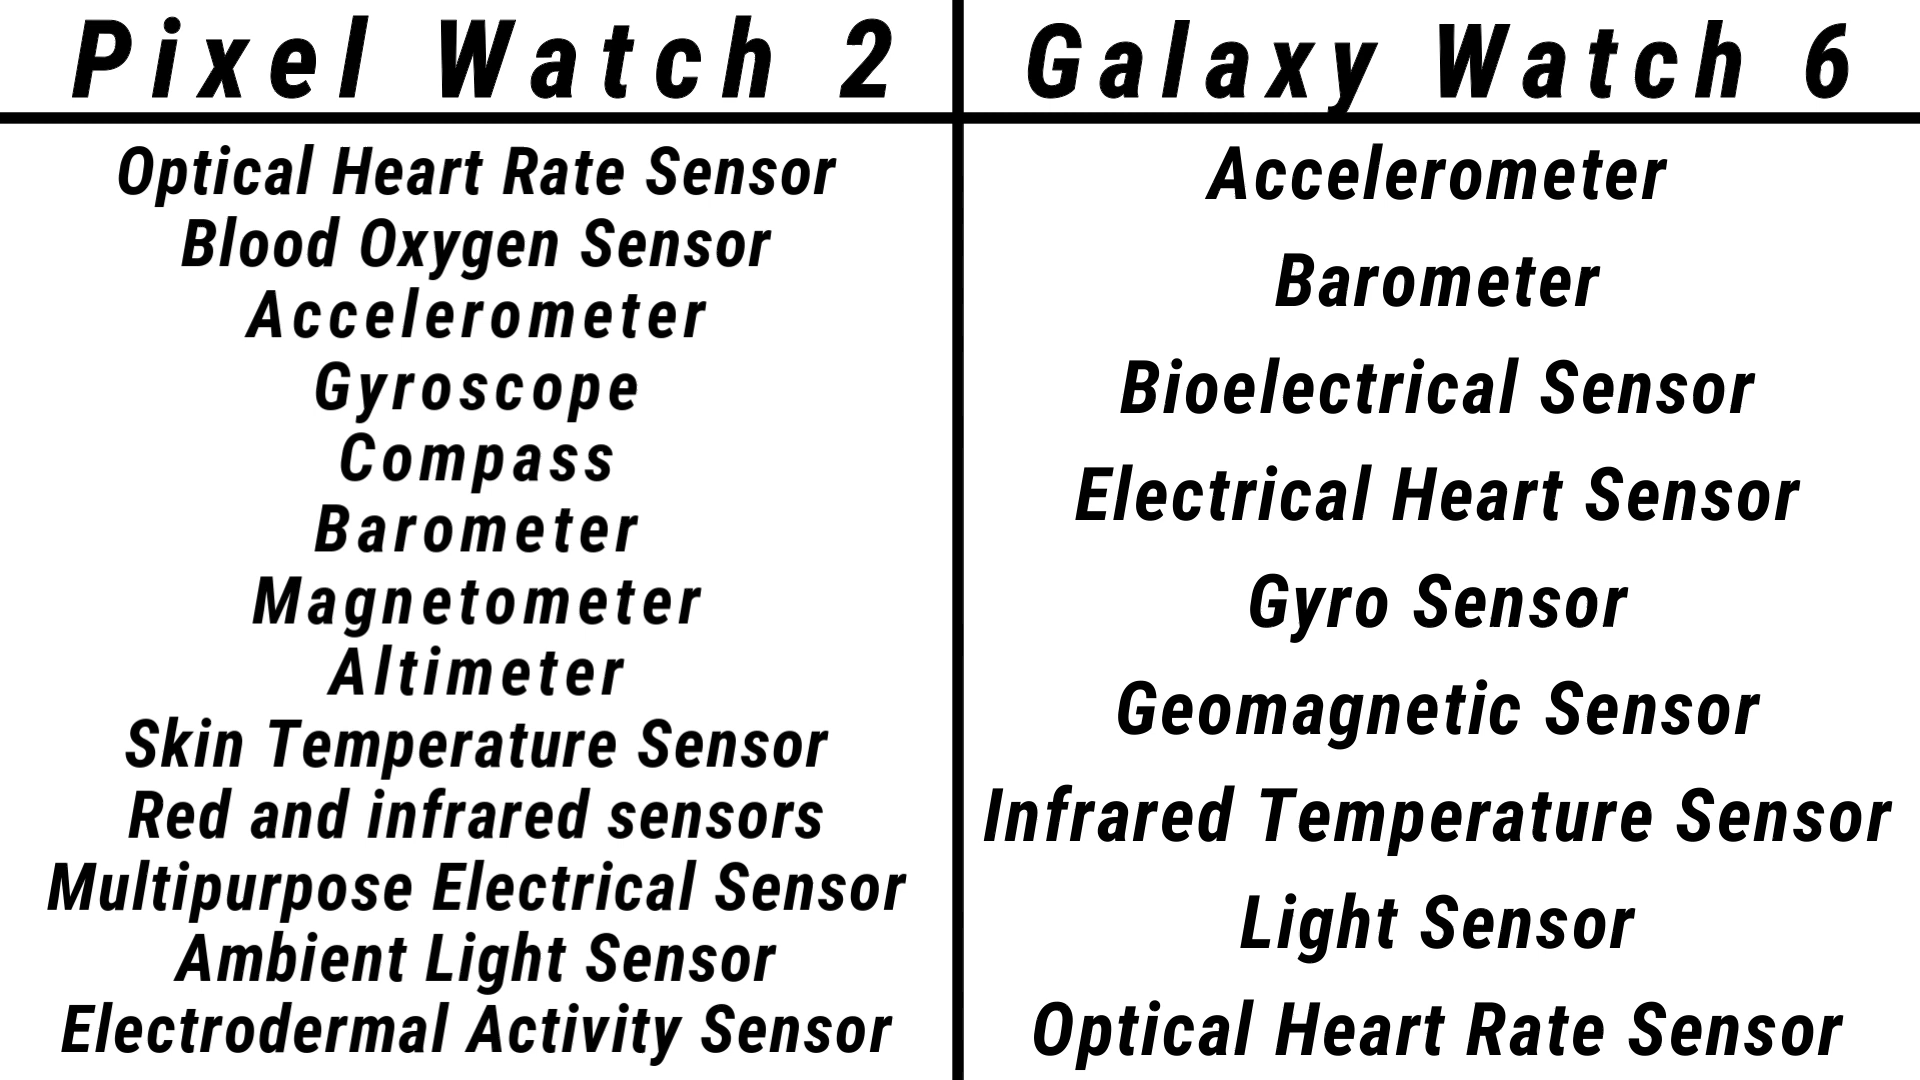 Pixel Watch 2
Optical Heart Rate Sensor
Blood Oxygen Sensor
Accelerometer
Gyroscope
Compass
Barometer
Magnetometer
Altimeter
Skin Temperature Sensor
Red and infrared sensors
Multipurpose Electrical Sensor
Ambient Light Sensor
Electrodermal Activity Sensor
Galaxy Watch 6
Accelerometer
Barometer
Bioelectrical Sensor
Electrical Heart Sensor
Gyro Sensor
Geomagnetic Sensor
Infrared Temperature Sensor
Light Sensor
Optical Heart Rate Sensor